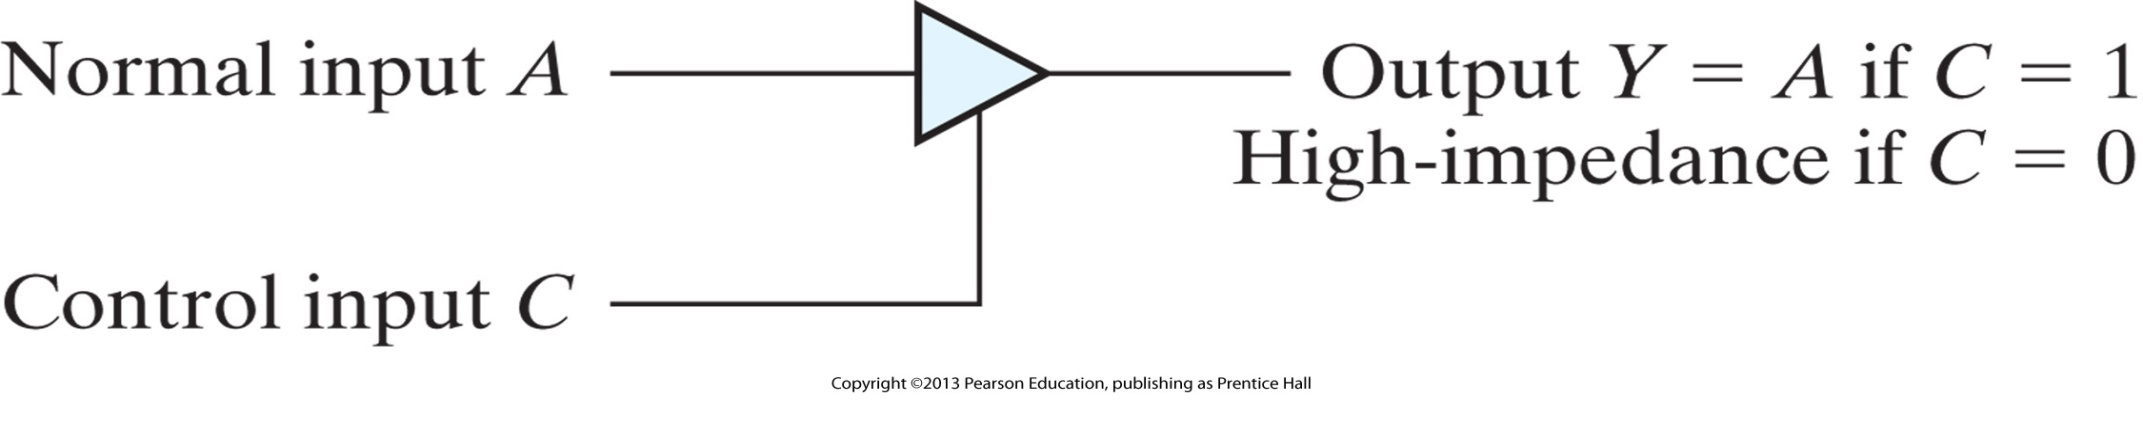 Normal input A
Output Y = A if C = 1
High-impedance if C = 0
Control input C
Copyright ©2013 Pearson Education, publishing as Prentice Hall